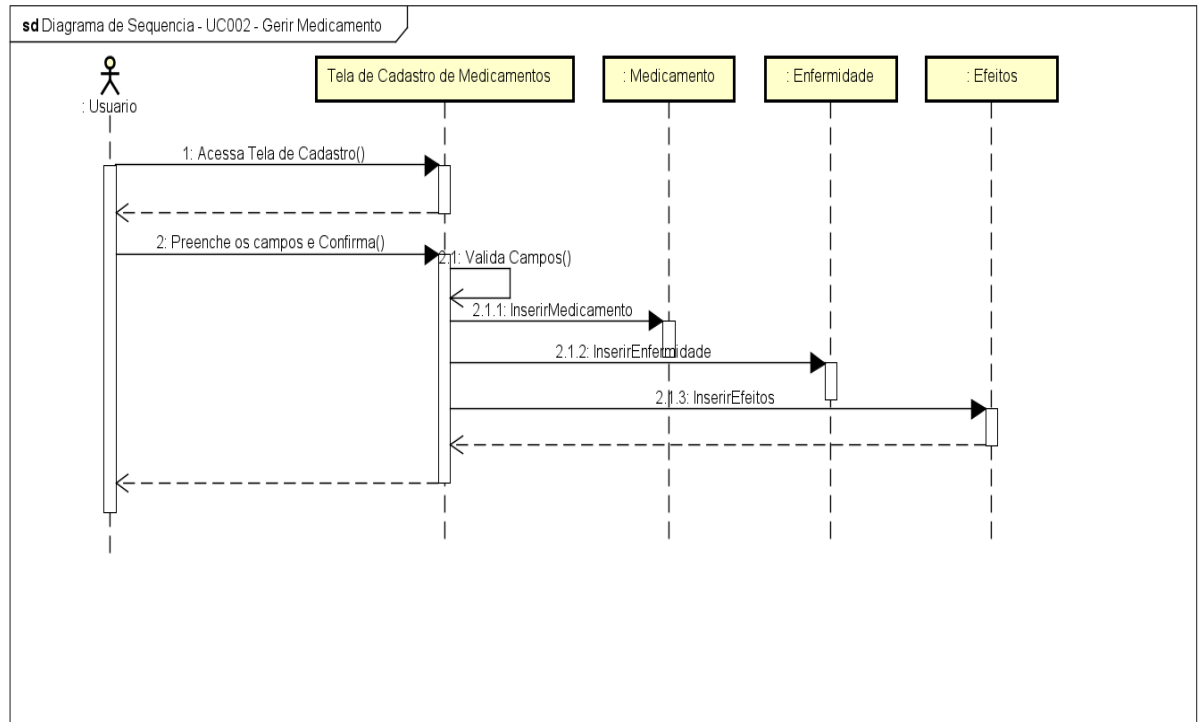 sd Diagrama de Sequencia - UC002 - Gerir Medicamento
: Usuario
Tela de Cadastro de Medicamentos
: Medicamento
: Enfermidade
: Efeitos
1: Acessa Tela de Cadastro()
2: Preenche os campos e Confirma()
2.1: Valida Campos()
2.1.1: InserirMedicamento
2.1.2: InserirEnfermidade
2.1.3: InserirEfeitos